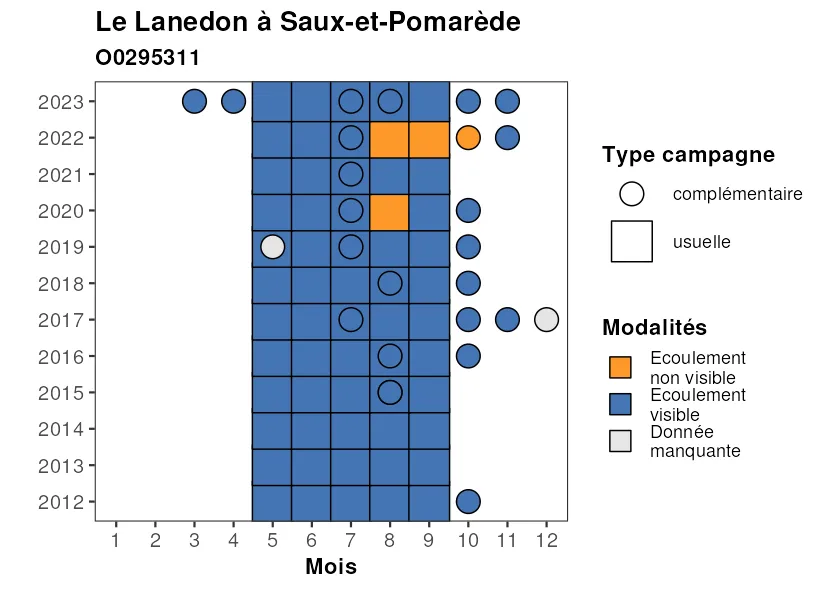 Le Lanedon à Saux-et-Pomarède
O0295311
2023
2022
2021
2020
2019
2018
2017
2016
2015
2014
2013
2012
1 2 3 4 5 6 7 8 9 10 11 12
Mois
Type campagne
complémentaire
usuelle
Modalités
Ecoulement
non visible
Ecoulement
visible
Donnée
manquante